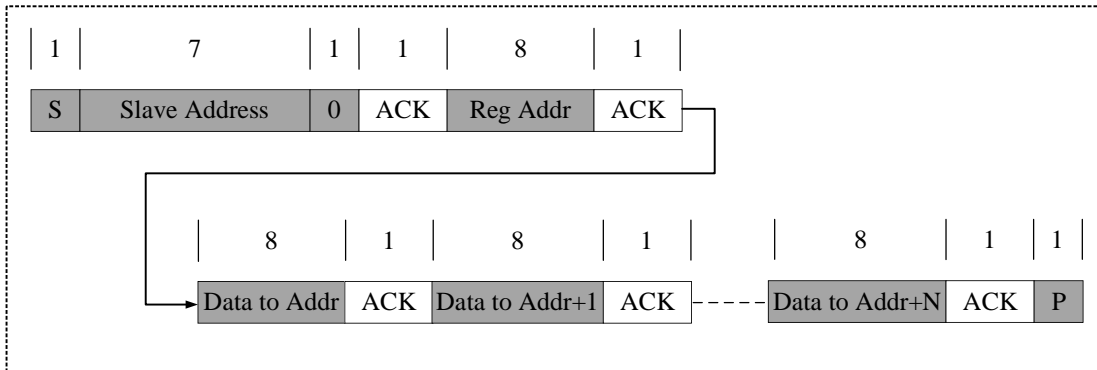 1 7 1 1 8 1
S Slave Address 0 ACK Reg Addr ACK
8 1 8 1 8 1 1
Data to Addr ACK Data to Addr+1 ACK Data to Addr+N ACK P